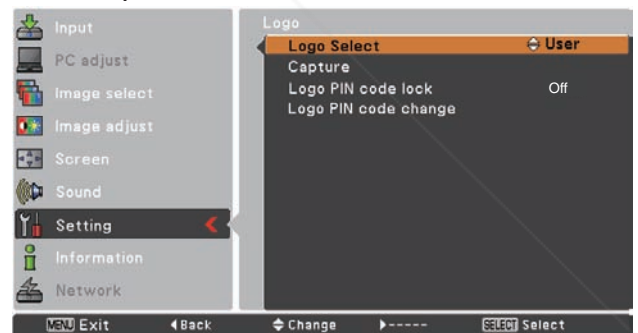 Input
PC adjust
Image select
Image adjust
Screen
Sound
Setting
Information
Network
Logo
Logo Select User
Capture
Logo PIN code lock Off
Logo PIN code change
MENU Exit Back Change ----- SELECT Select